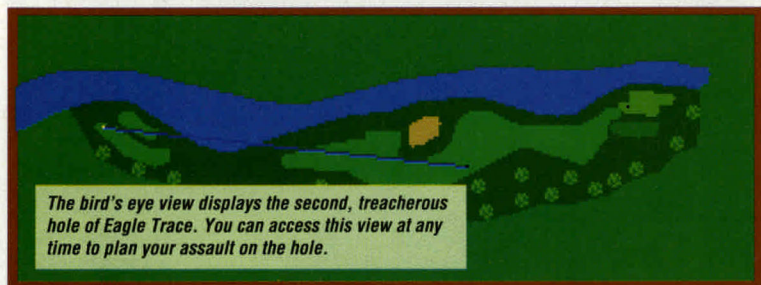 The bird's eye view displays the second, treacherous
hole of Eagle Trace. You can access this view at any
time to plan your assault on the hole.